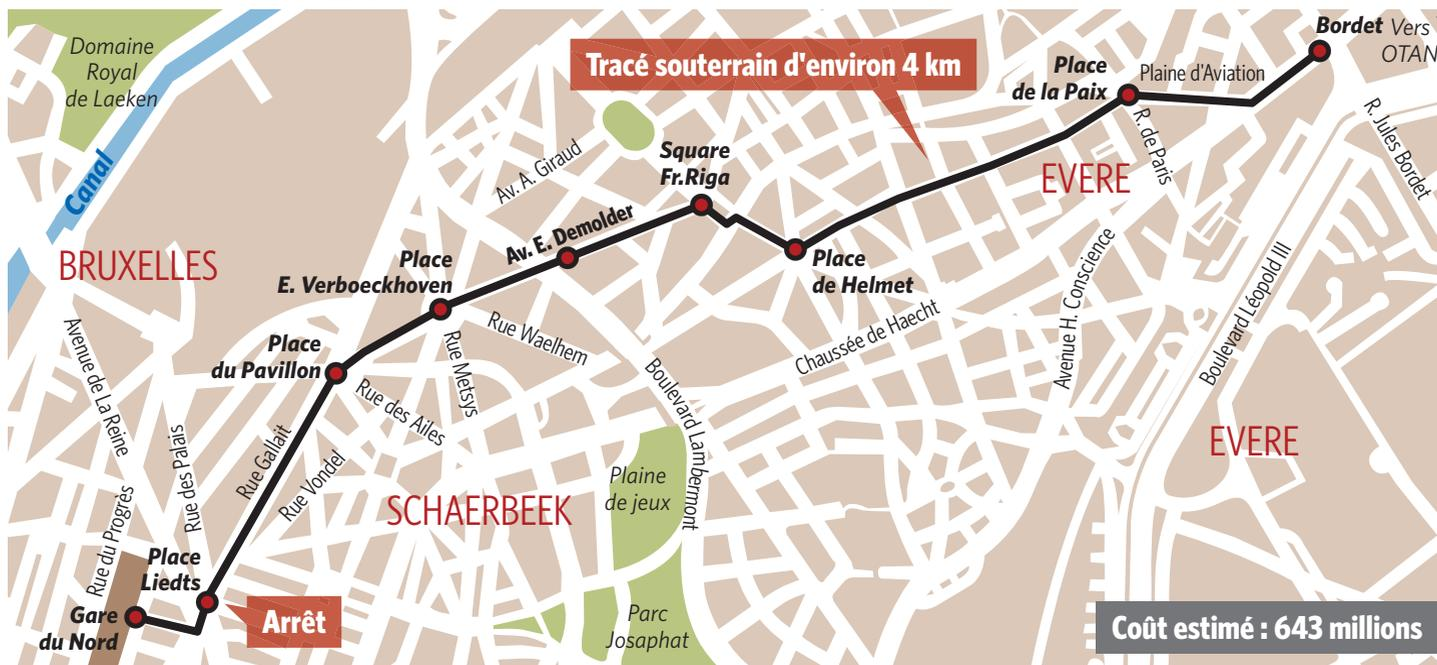 Domaine
Royal
de Laeken
Canal
BRUXELLES
Tracé souterrain d'environ 4 km
Bordet
Vers
OTAN
Place
de la Paix
Plaine d'Aviation
R. de Paris
R. Jules Bordet
EVERE
Square
Fr.Riga
Av. A. Giraud
Av. E. Demolder
Place
E. Verboeckhoven
Place
de Helmet
Chaussée de Haecht
Avenue H. Conscience
Boulevard Léopold III
EVERE
Place
du Pavillon
Rue Waelhem
Rue Metsys
Rue des Ailes
Boulevard Lambermont
Avenue de La Reine
Rue des Palais
Rue Gallait
Rue Vondel
Rue du Progrès
SCHAERBEEK
Plaine
de jeux
Parc
Josaphat
Place
Liedts
Gare
du Nord
Arrêt
Coût estimé : 643 millions